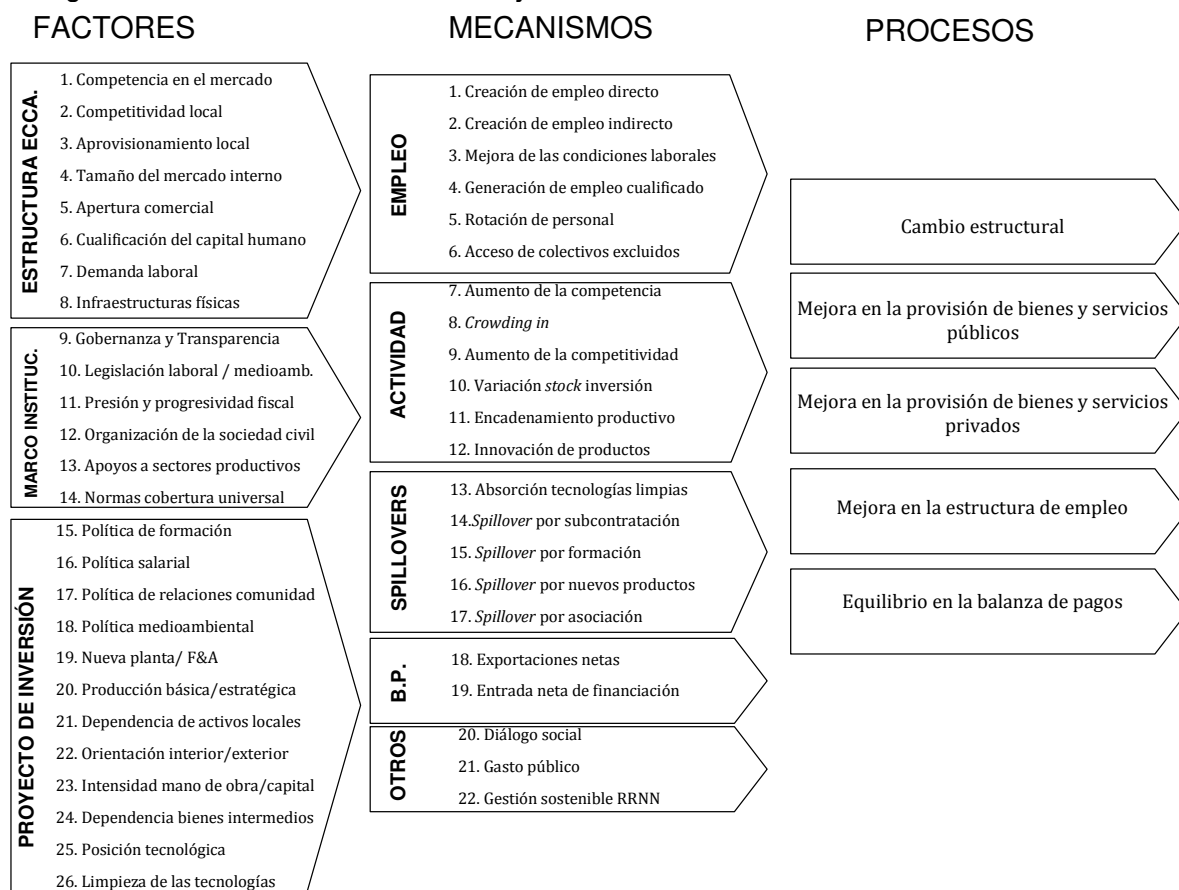 FACTORES
MECANISMOS
PROCESOS
ESTRUCTURA ECCA.
1. Competencia en el mercado
2. Competitividad local
3. Aprovisionamiento local
4. Tamaño del mercado interno
5. Apertura comercial
6. Cualificación del capital humano
7. Demanda laboral
8. Infraestructuras físicas
MARCO INSTITUC.
9. Gobernanza y Transparencia
10. Legislación laboral / medioamb.
11. Presión y progresividad fiscal
12. Organización de la sociedad civil
13. Apoyos a sectores productivos
14. Normas cobertura universal
PROYECTO DE INVERSIÓN
15. Política de formación
16. Política salarial
17. Política de relaciones comunidad
18. Política medioambiental
19. Nueva planta/ F&A
20. Producción básica/estratégica
21. Dependencia de activos locales
22. Orientación interior/exterior
23. Intensidad mano de obra/capital
24. Dependencia bienes intermedios
25. Posición tecnológica
26. Limpieza de las tecnologías
EMPLEO
1. Creación de empleo directo
2. Creación de empleo indirecto
3. Mejora de las condiciones laborales
4. Generación de empleo cualificado
5. Rotación de personal
6. Acceso de colectivos excluidos
ACTIVIDAD
7. Aumento de la competencia
8. Crowding in
9. Aumento de la competitividad
10. Variación stock inversión
11. Encadenamiento productivo
12. Innovación de productos
SPILLOVERS
13. Absorción tecnologías limpias
14.Spillover por subcontratación
15. Spillover por formación
16. Spillover por nuevos productos
17. Spillover por asociación
B.P.
18. Exportaciones netas
19. Entrada neta de financiación
OTROS
20. Diálogo social
21. Gasto público
22. Gestión sostenible RRNN
Cambio estructural
Mejora en la provisión de bienes y servicios
públicos
Mejora en la provisión de bienes y servicios
privados
Mejora en la estructura de empleo
Equilibrio en la balanza de pagos